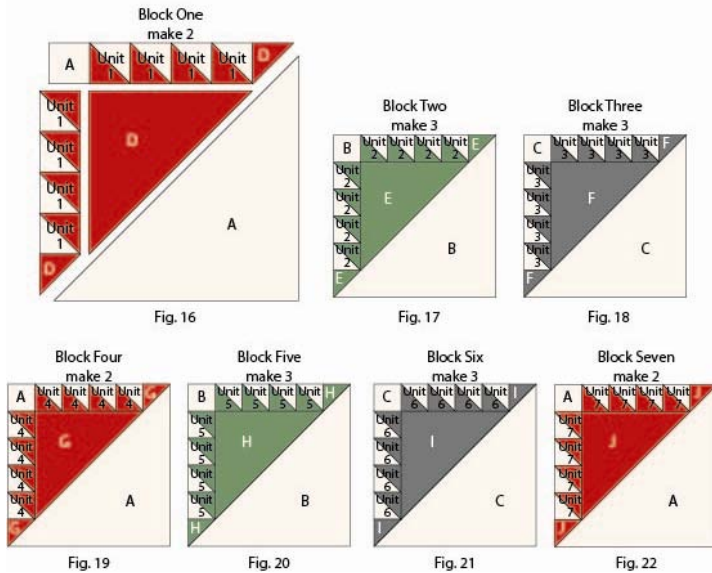 Block One
make 2
A
Unit
1
Unit
1
Unit
1
Unit
1
D
Unit
1
Unit
1
Unit
1
Unit
1
D
D
A
Fig. 16
Block Two
make 3
B
Unit
2
Unit
2
Unit
2
Unit
2
E
Unit
2
Unit
2
Unit
2
Unit
2
E
E
B
Fig. 17
Block Three
make 3
C
Unit
3
Unit
3
Unit
3
Unit
3
F
Unit
3
Unit
3
Unit
3
Unit
3
F
F
C
Fig. 18
Block Four
make 2
A
Unit
4
Unit
4
Unit
4
Unit
4
G
Unit
4
Unit
4
Unit
4
Unit
4
G
G
A
Fig. 19
Block Five
make 3
B
Unit
5
Unit
5
Unit
5
Unit
5
H
Unit
5
Unit
5
Unit
5
Unit
5
H
H
B
Fig. 20
Block Six
make 3
C
Unit
6
Unit
6
Unit
6
Unit
6
I
Unit
6
Unit
6
Unit
6
Unit
6
I
I
C
Fig. 21
Block Seven
make 2
A
Unit
7
Unit
7
Unit
7
Unit
7
J
Unit
7
Unit
7
Unit
7
Unit
7
J
J
A
Fig. 22